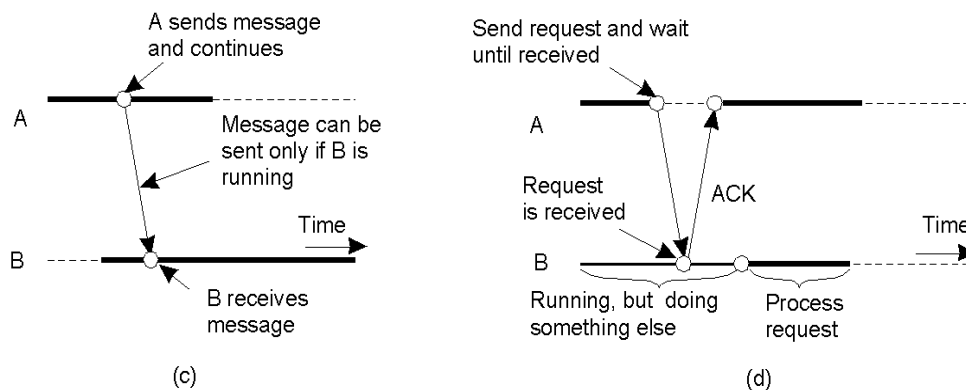 A sends message
and continues
A
Message can be
sent only if B is
running
Time
B
B receives
message
(c)
Send request and wait
until received
A
Request
is received
ACK
Time
B
Running, but doing
something else
Process
request
(d)